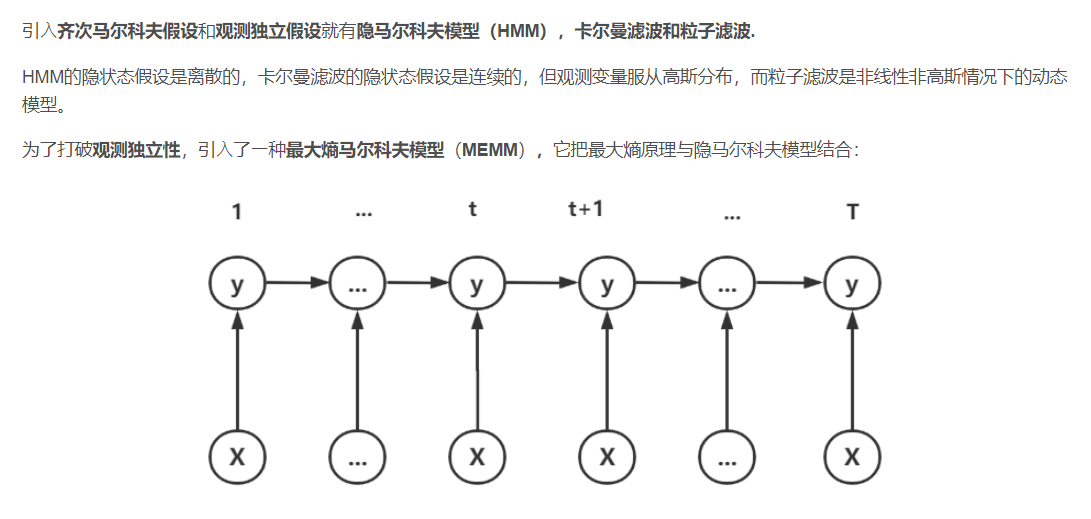 引入齐次马尔科夫假设和观测独立假设就有隐马尔科夫模型（HMM），卡尔曼滤波和粒子滤波.
HMM的隐状态假设是离散的，卡尔曼滤波的隐状态假设是连续的，但观测变量服从高斯分布，而粒子滤波是非线性非高斯情况下的动态
模型。
为了打破观测独立性，引入了一种最大熵马尔科夫模型（MEMM），它把最大熵原理与隐马尔科夫模型结合：
1 ... t t+1 ... T
y ... y y ... y
X ... X X ... X